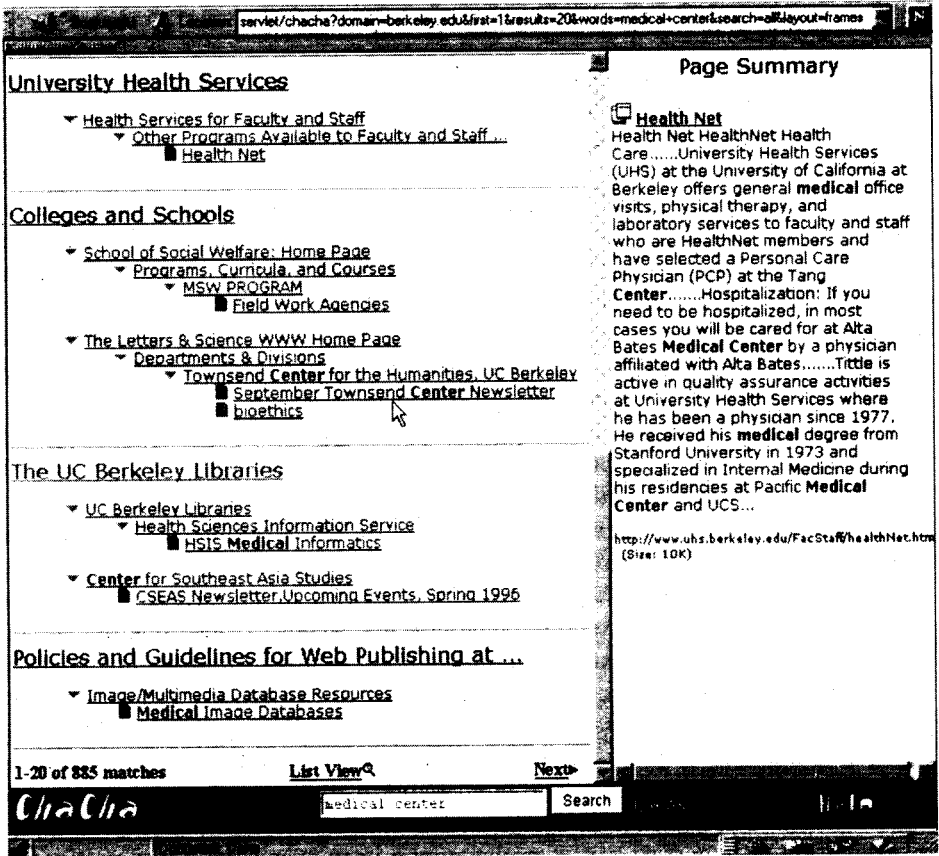 servlet/chacha?domain=berkeley.edu&first=1&results=20&words=medical+center&search=all&layout=frames
University Health Services
Health Services for Faculty and Staff
Other Programs Available to Faculty and Staff ...
Health Net
Colleges and Schools
School of Social Welfare: Home Page
Programs, Curricula, and Courses
MSW PROGRAM
Field Work Agencies
The Letters & Science WWW Home Page
Departments & Divisions
Townsend Center for the Humanities, UC Berkeley
September Townsend Center Newsletter
bioethics
The UC Berkeley Libraries
UC Berkeley Libraries
Health Sciences Information Service
HSIS Medical Informatics
Center for Southeast Asia Studies
CSEAS Newsletter,Upcoming Events, Spring 1996
Policies and Guidelines for Web Publishing at ...
Image/Multimedia Database Resources
Medical Image Databases
1-20 of 885 matches
List View
Next
Page Summary
Health Net
Health Net HealthNet Health
Care......University Health Services
(UHS) at the University of California at
Berkeley offers general medical office
visits, physical therapy, and
laboratory services to faculty and staff
who are HealthNet members and
have selected a Personal Care
Physician (PCP) at the Tang
Center.......Hospitalization: If you
need to be hospitalized, in most
cases you will be cared for at Alta
Bates Medical Center by a physician
affiliated with Alta Bates.......Tittle is
active in quality assurance activities
at University Health Services where
he has been a physician since 1977.
He received his medical degree from
Stanford University in 1973 and
specialized in Internal Medicine during
his residencies at Pacific Medical
Center and UCS...
http://www.uhs.berkeley.edu/FacStaff/healthNet.htm
(Size: 10K)
ChaCha
medical center
Search
Help